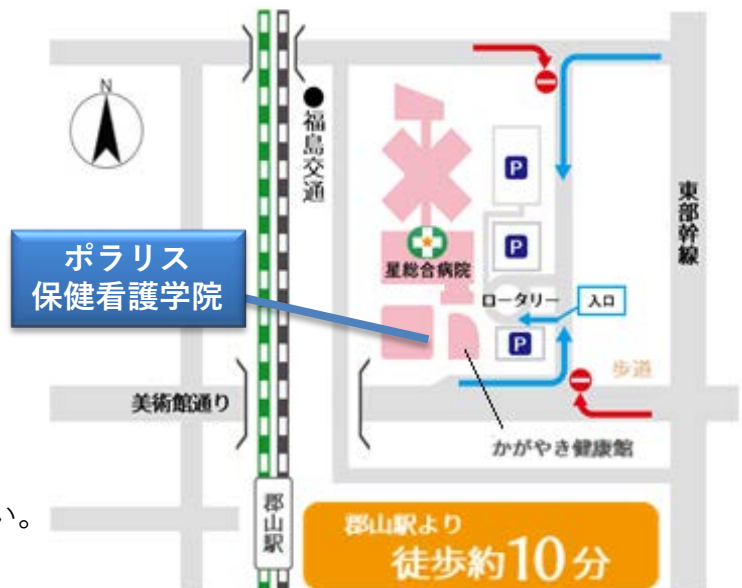 N
福島交通
P
東部幹線
ポラリス
保健看護学院
星総合病院
P
ロータリー
入口
P
歩道
美術館通り
かがやき健康館
い。
郡山駅
郡山駅より
徒歩約10分